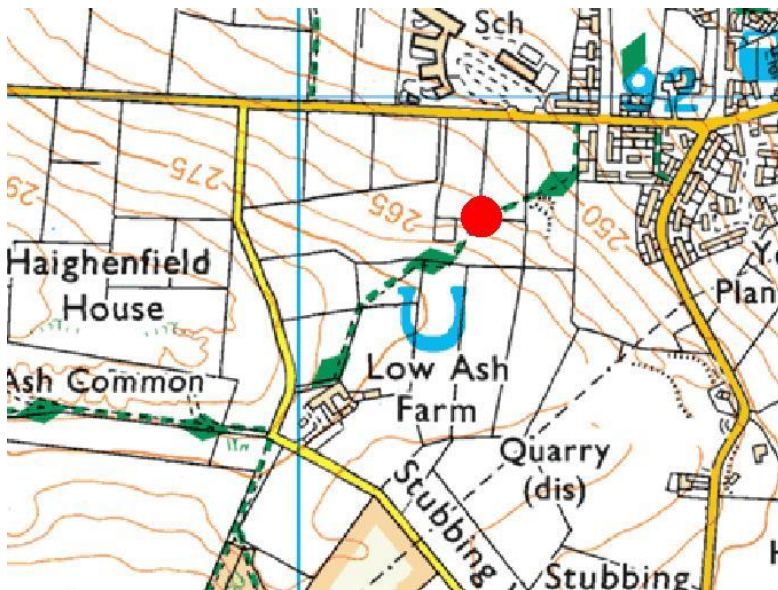 Sch
275
265
250
Haighenfield
House
Ash Common
Low Ash
Farm
Quarry
(dis)
Stubbing
Stubbing
Plan